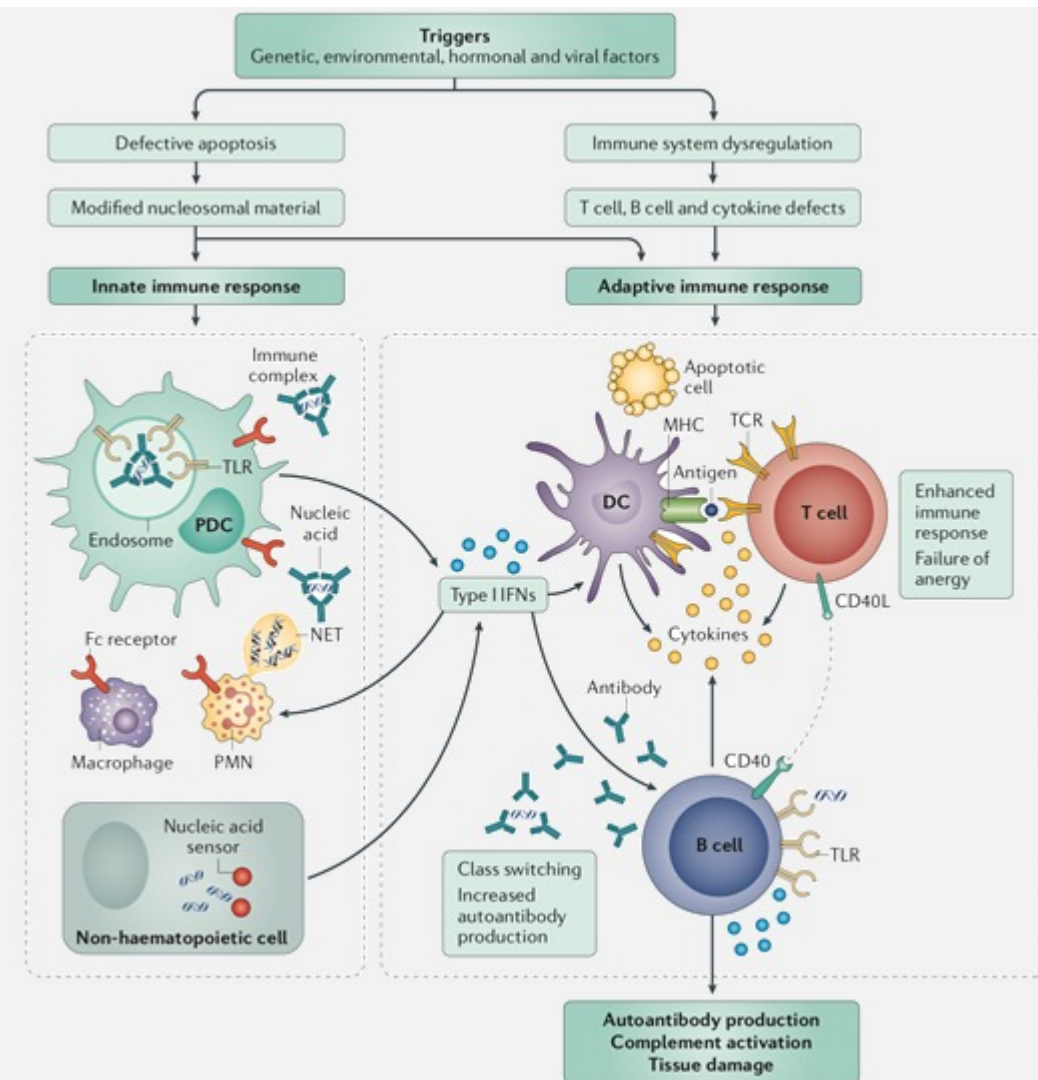 Triggers
Genetic, environmental, hormonal and viral factors
Defective apoptosis
Immune system dysregulation
Modified nucleosomal material
T cell, B cell and cytokine defects
Innate immune response
Adaptive immune response
Immune
complex
TLR
Endosome
PDC
Nucleic
acid
NET
Fc receptor
Macrophage
PMN
Nucleic acid
sensor
Non-haematopoietic cell
Type I IFNs
Apoptotic
cell
MHC
TCR
Antigen
DC
T cell
Enhanced
immune
response
Failure of
anergy
CD40L
Cytokines
Antibody
CD40
B cell
TLR
Class switching
Increased
autoantibody
production
Autoantibody production
Complement activation
Tissue damage